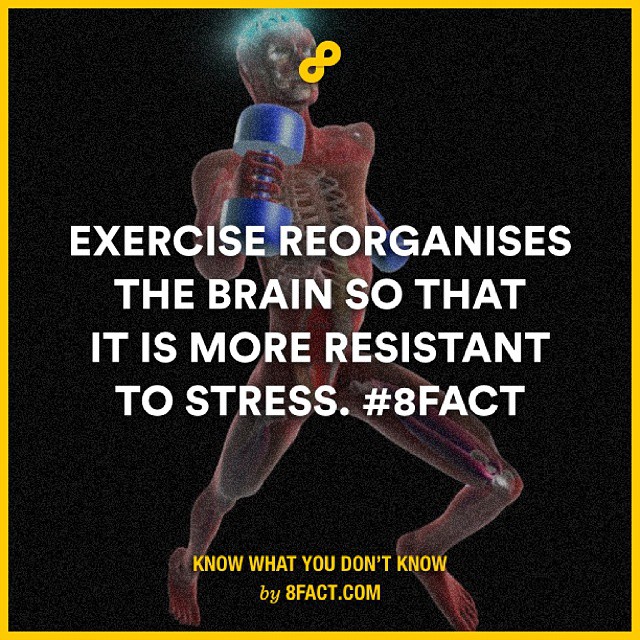 EXERCISE REORGANISES
THE BRAIN SO THAT
IT IS MORE RESISTANT
TO STRESS. #8FACT
KNOW WHAT YOU DON'T KNOW
by 8FACT.COM